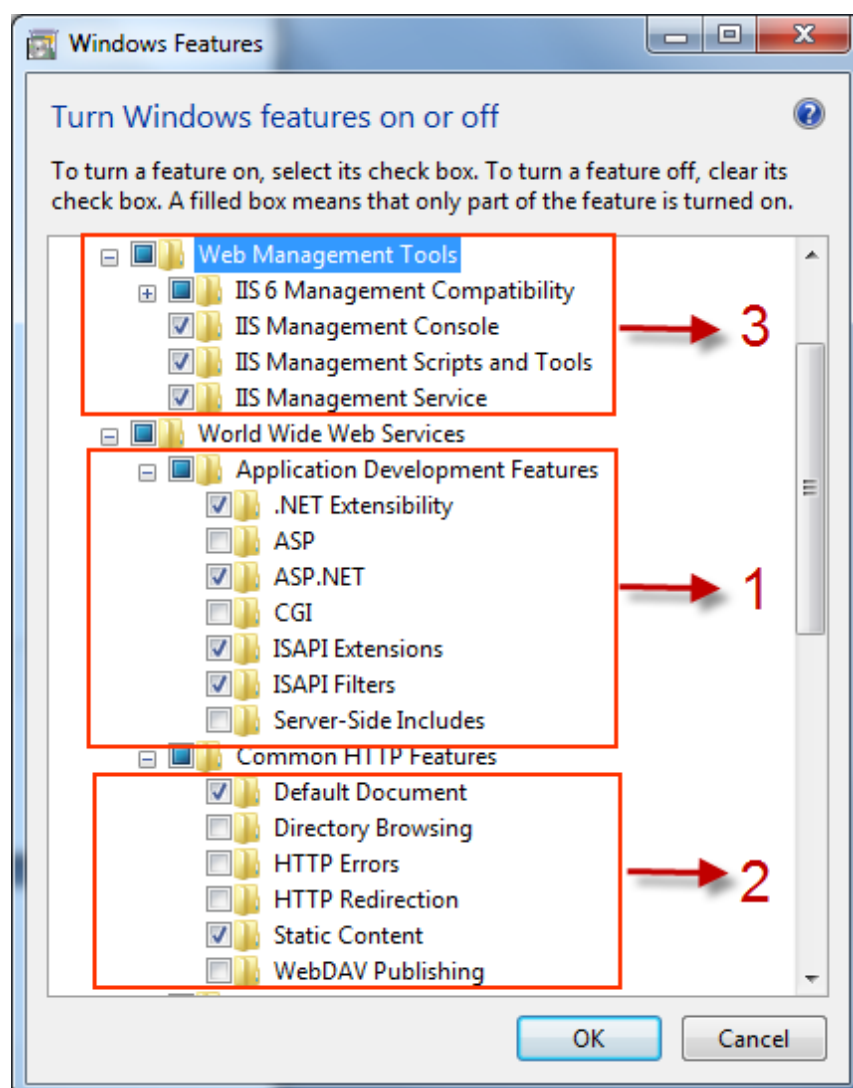 Windows Features
Turn Windows features on or off
To turn a feature on, select its check box. To turn a feature off, clear its
check box. A filled box means that only part of the feature is turned on.
Web Management Tools
IIS 6 Management Compatibility
IIS Management Console
3
IIS Management Scripts and Tools
IIS Management Service
World Wide Web Services
Application Development Features
.NET Extensibility
ASP
ASP.NET
1
CGI
ISAPI Extensions
ISAPI Filters
Server-Side Includes
Common HTTP Features
Default Document
Directory Browsing
HTTP Errors
2
HTTP Redirection
Static Content
WebDAV Publishing
OK
Cancel